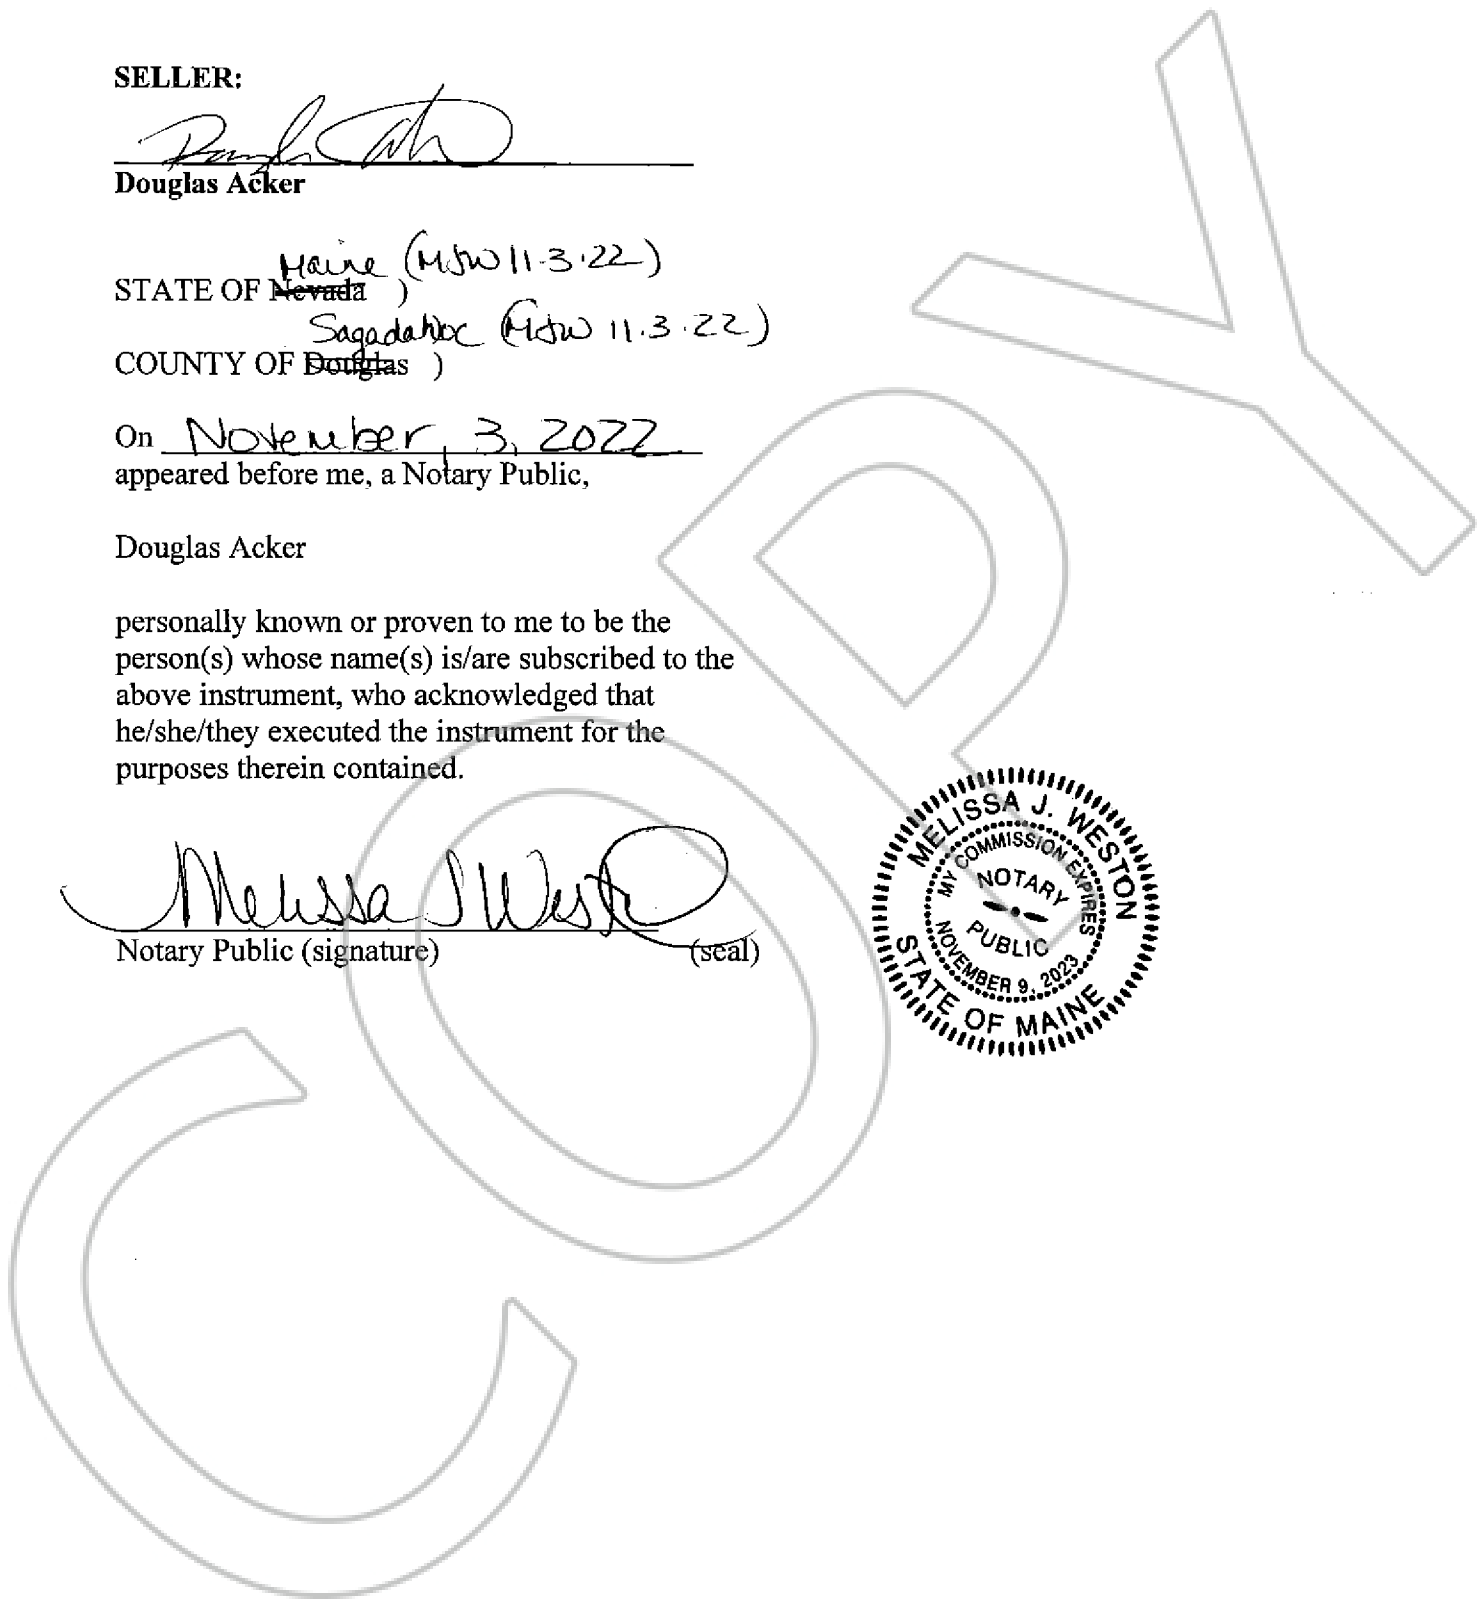 SELLER:
Douglas Acker
Maine (MJW 11.3.22)
STATE OF Nevada )
Sagadahoc (MJW 11.3.22)
COUNTY OF Douglas )
On November, 3, 2022
appeared before me, a Notary Public,
Douglas Acker
personally known or proven to me to be the
person(s) whose name(s) is/are subscribed to the
above instrument, who acknowledged that
he/she/they executed the instrument for the
purposes therein contained.
Melissa J West
Notary Public (signature) (seal)
MELISSA J. WESTON
MY COMMISSION EXPIRES
NOTARY
PUBLIC
NOVEMBER 9, 2023
STATE OF MAINE
COPY